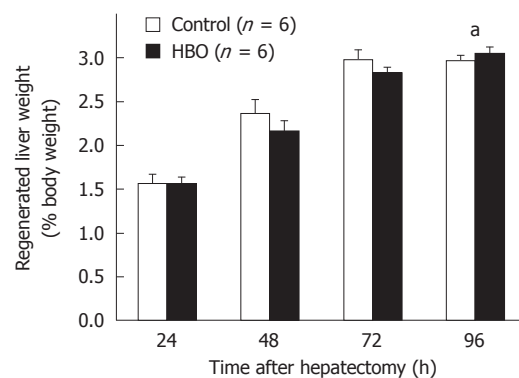 Control (n = 6)
HBO (n = 6)
a
Regenerated liver weight
(% body weight)
3.0
2.5
2.0
1.5
1.0
0.5
0.0
24 48 72 96
Time after hepatectomy (h)